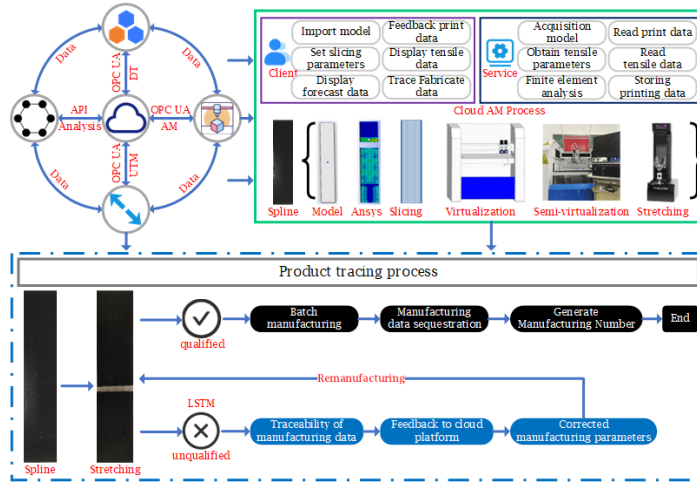 Data
Data
OPC UA
DT
API
Analysis
OPC UA
AM
OPC UA
UTM
Data
Data
Client
Import model
Feedback print
data
Set slicing
parameters
Display tensile
data
Display
forecast data
Trace Fabricate
data
Service
Acquisition
model
Read print data
Obtain tensile
parameters
Read
tensile data
Finite element
analysis
Storing
printing data
Cloud AM Process
Spline
Model
Ansys
Slicing
Virtualization
Semi-virtualization
Stretching
Product tracing process
qualified
Batch
manufacturing
Manufacturing
data sequestration
Generate
Manufacturing Number
End
Remanufacturing
LSTM
unqualified
Traceability of
manufacturing data
Feedback to cloud
platform
Corrected
manufacturing parameters
Spline
Stretching